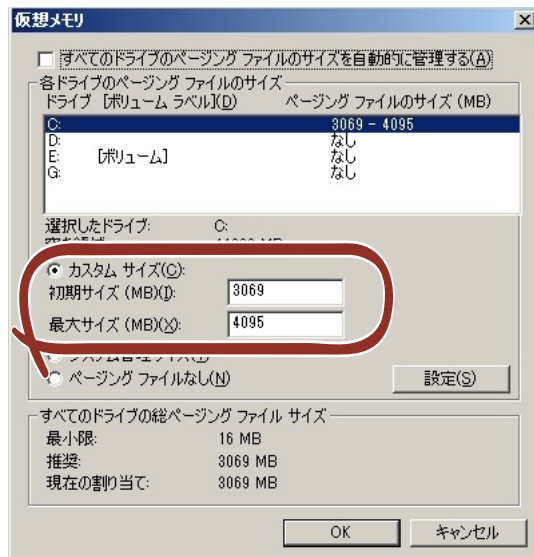 仮想メモリ
すべてのドライブのページング ファイルのサイズを自動的に管理する(A)
各ドライブのページング ファイルのサイズ
ドライブ [ボリューム ラベル](D) ページング ファイルのサイズ (MB)
C: 3069 - 4095
D: なし
E: [ボリューム] なし
G: なし
選択したドライブ: C:
カスタム サイズ(C):
初期サイズ (MB)(I): 3069
最大サイズ (MB)(X): 4095
ページング ファイルなし(N) 設定(S)
すべてのドライブの総ページング ファイル サイズ
最小限: 16 MB
推奨: 3069 MB
現在の割り当て: 3069 MB
OK キャンセル